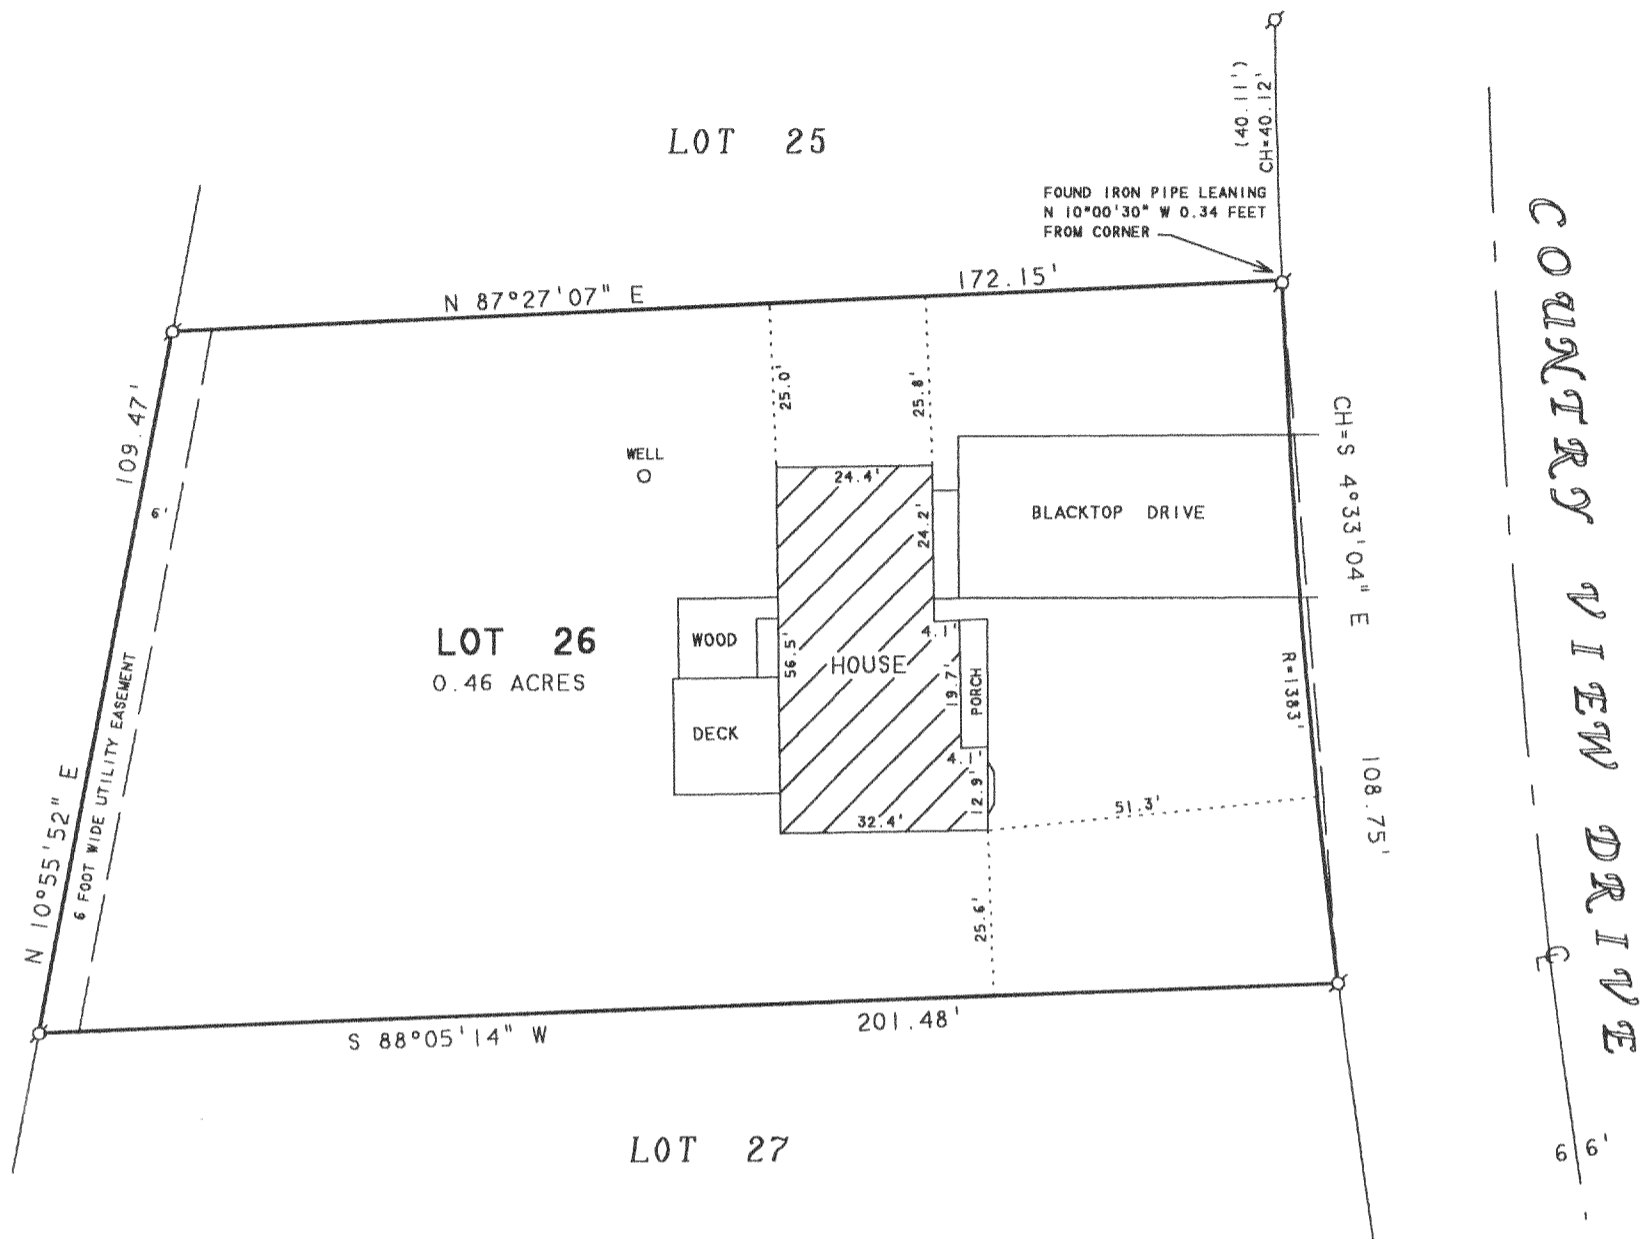 (40.11')
CH=40.12'
LOT 25
FOUND IRON PIPE LEANING
N 10°00'30" W 0.34 FEET
FROM CORNER
N 87°27'07" E
172.15'
COUNTRY VIEW DRIVE
109.47'
6'
25.0'
25.8'
CH=S 4°33'04" E
WELL
24.4'
24.2'
BLACKTOP DRIVE
LOT 26
0.46 ACRES
WOOD
DECK
56.5'
HOUSE
4.1'
19.7'
PORCH
4.1'
12.9'
32.4'
R=1383'
51.3'
108.75'
25.6'
N 10°55'52" E
6 FOOT WIDE UTILITY EASEMENT
S 88°05'14" W
201.48'
LOT 27
66'